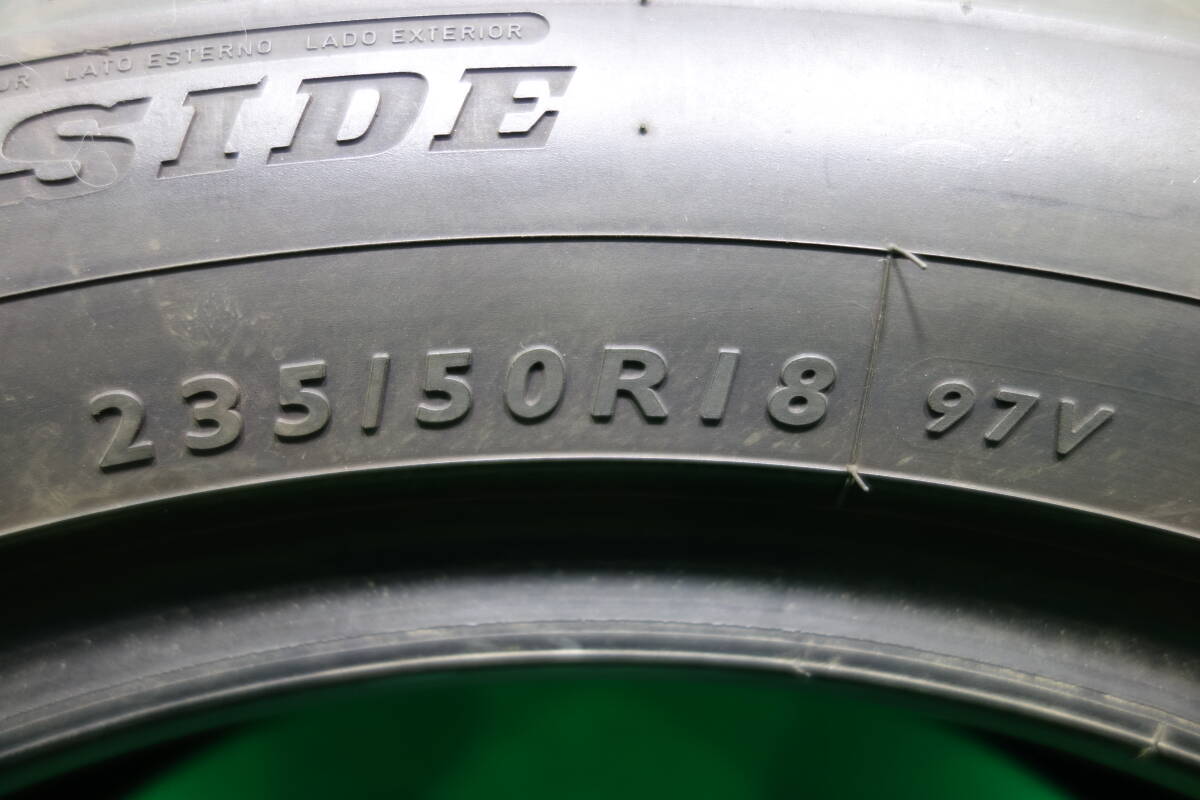 LATO ESTERNO LADO EXTERIOR
SIDE
235/50R18 97V